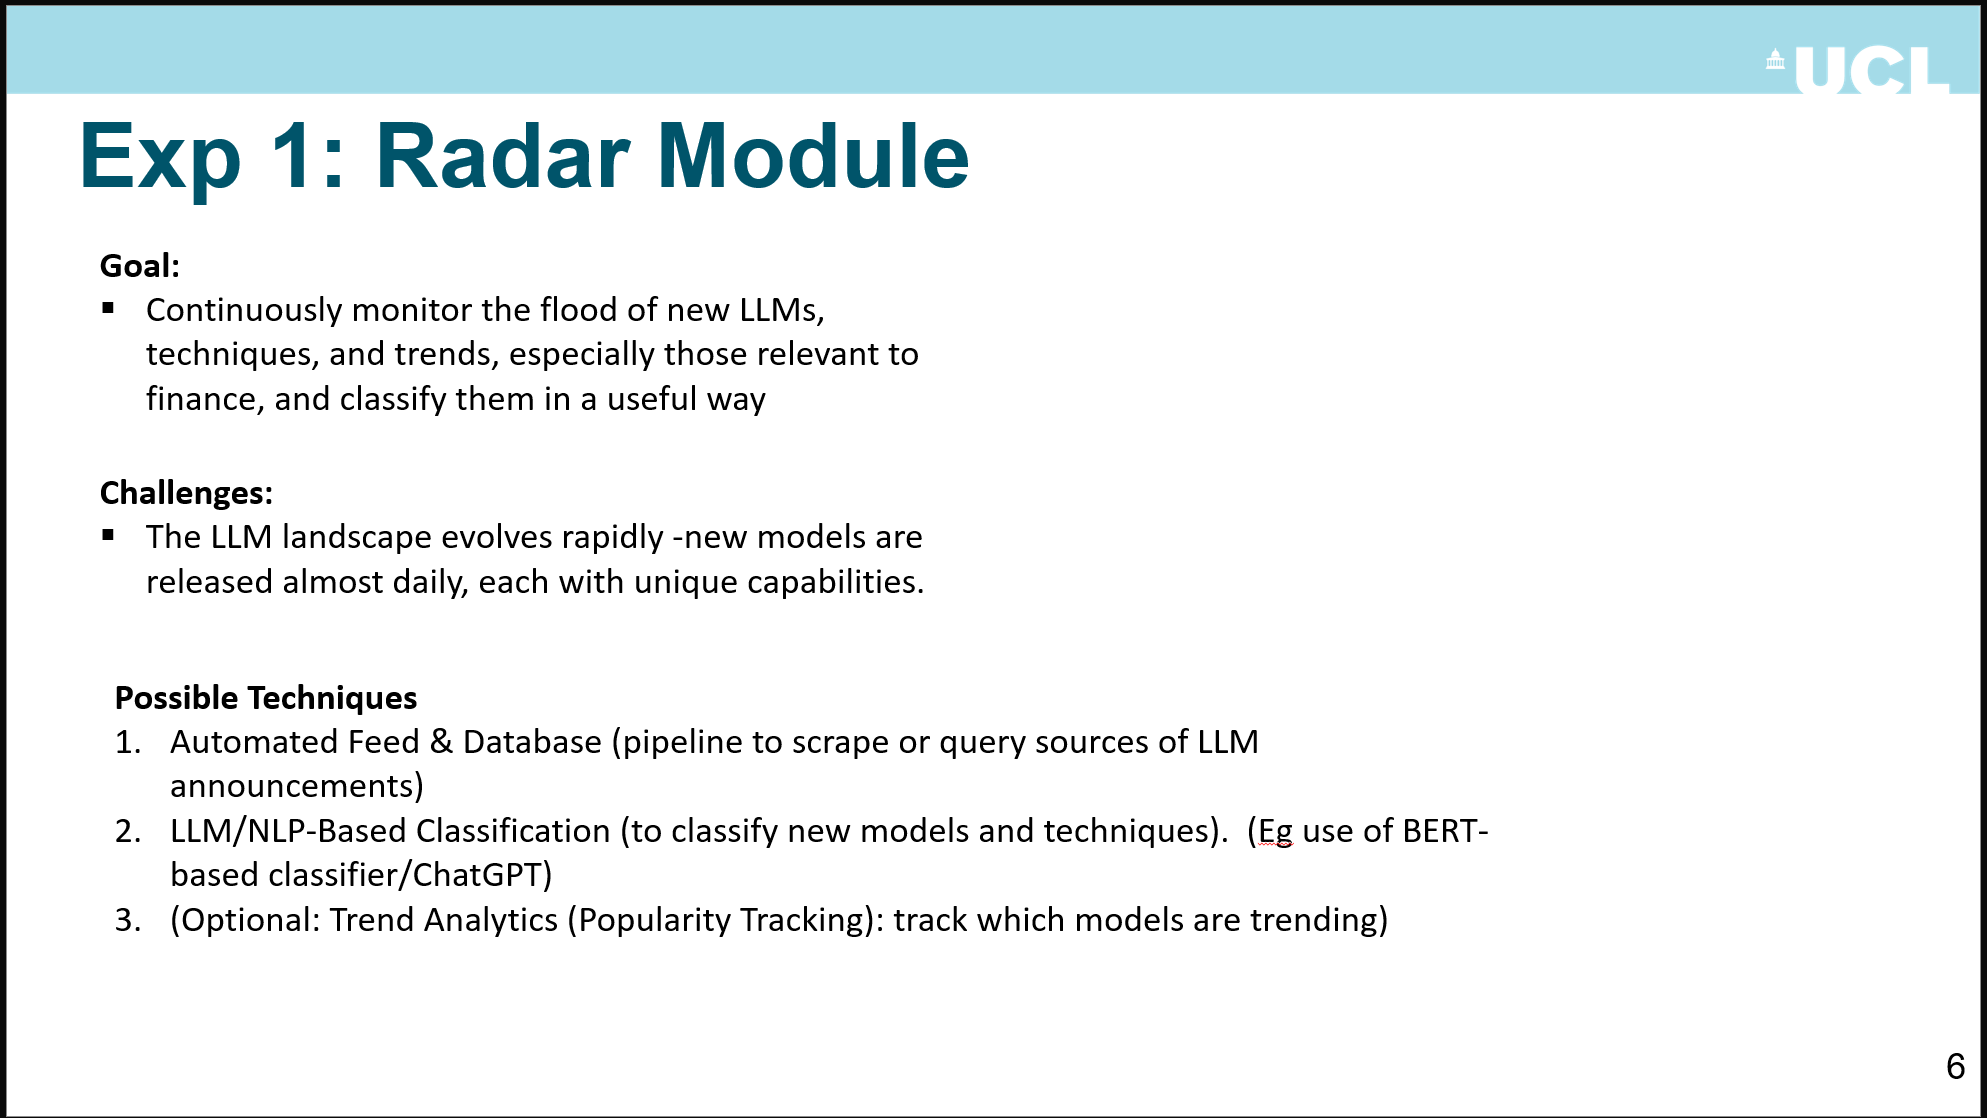 UCL
Exp 1: Radar Module
Goal:
▪ Continuously monitor the flood of new LLMs,
techniques, and trends, especially those relevant to
finance, and classify them in a useful way
Challenges:
▪ The LLM landscape evolves rapidly -new models are
released almost daily, each with unique capabilities.
Possible Techniques
1. Automated Feed & Database (pipeline to scrape or query sources of LLM
announcements)
2. LLM/NLP-Based Classification (to classify new models and techniques).  (Eg use of BERT-
based classifier/ChatGPT)
3. (Optional: Trend Analytics (Popularity Tracking): track which models are trending)
6